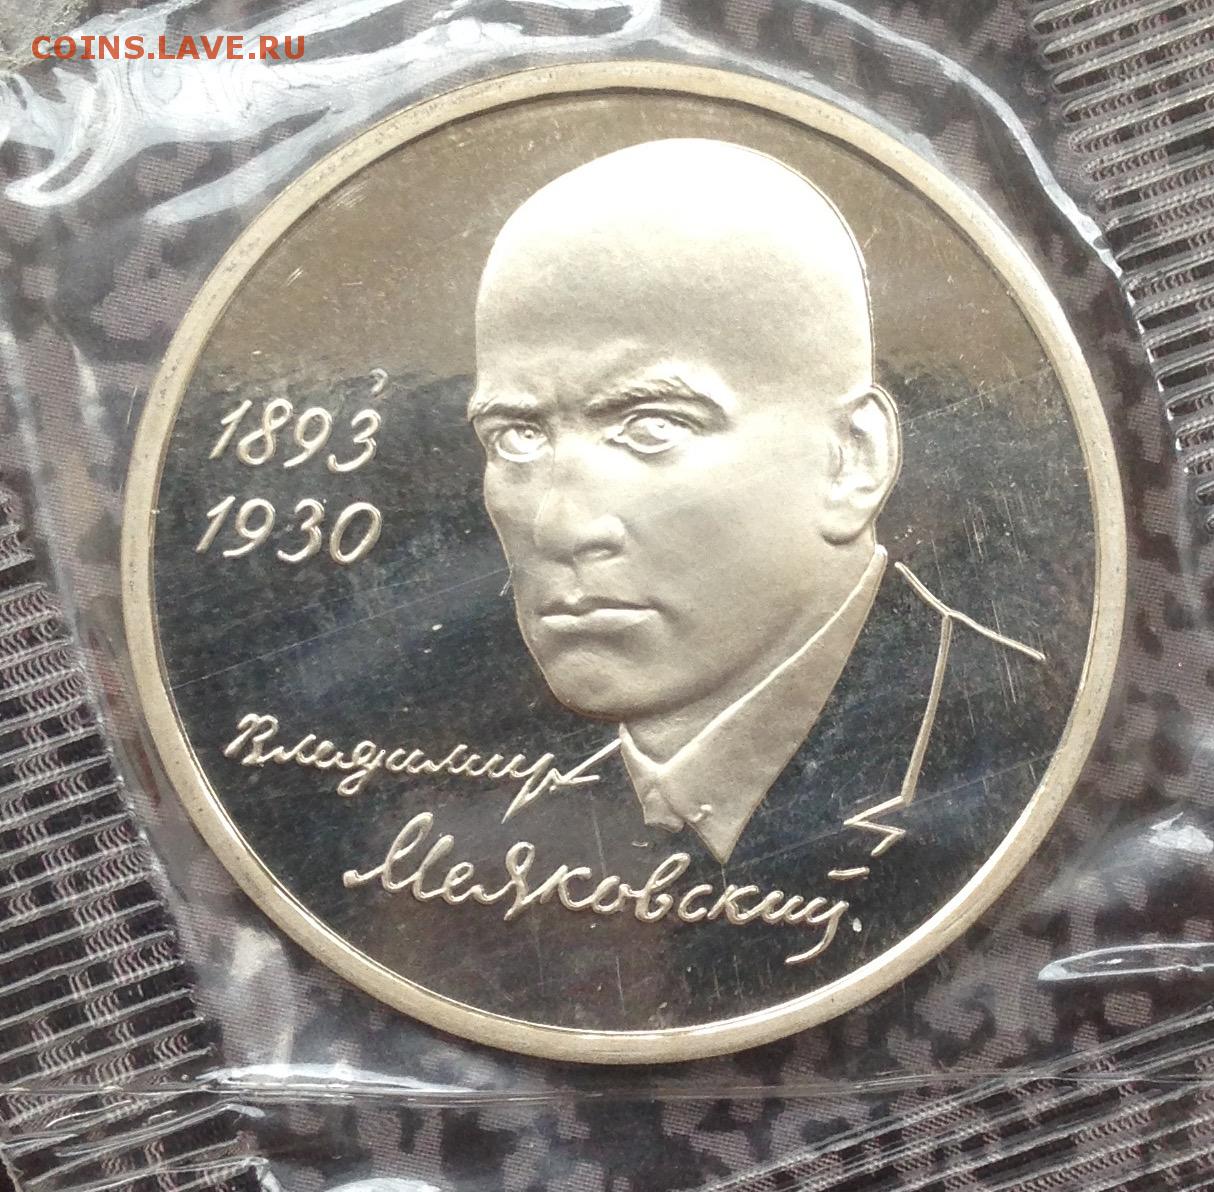 COINS.LAVE.RU
1893
1930
Владимир
Маяковский.